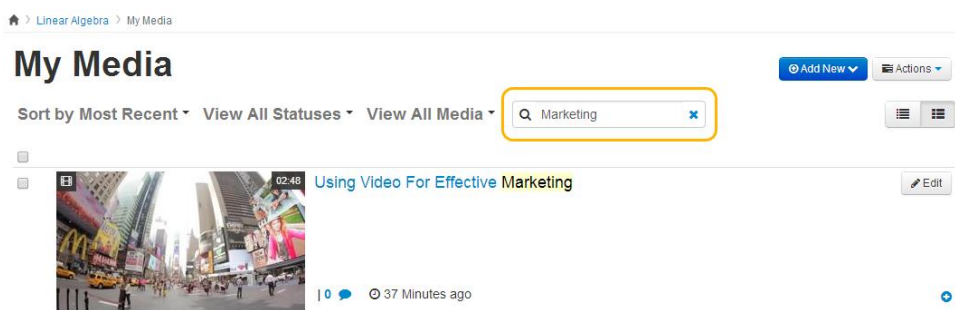 Linear Algebra > My Media
My Media
Add New
Actions
Sort by Most Recent View All Statuses View All Media Marketing
02:48 Using Video For Effective Marketing
Edit
| 0 37 Minutes ago